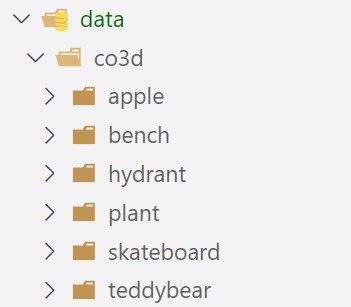 data
co3d
apple
bench
hydrant
plant
skateboard
teddybear